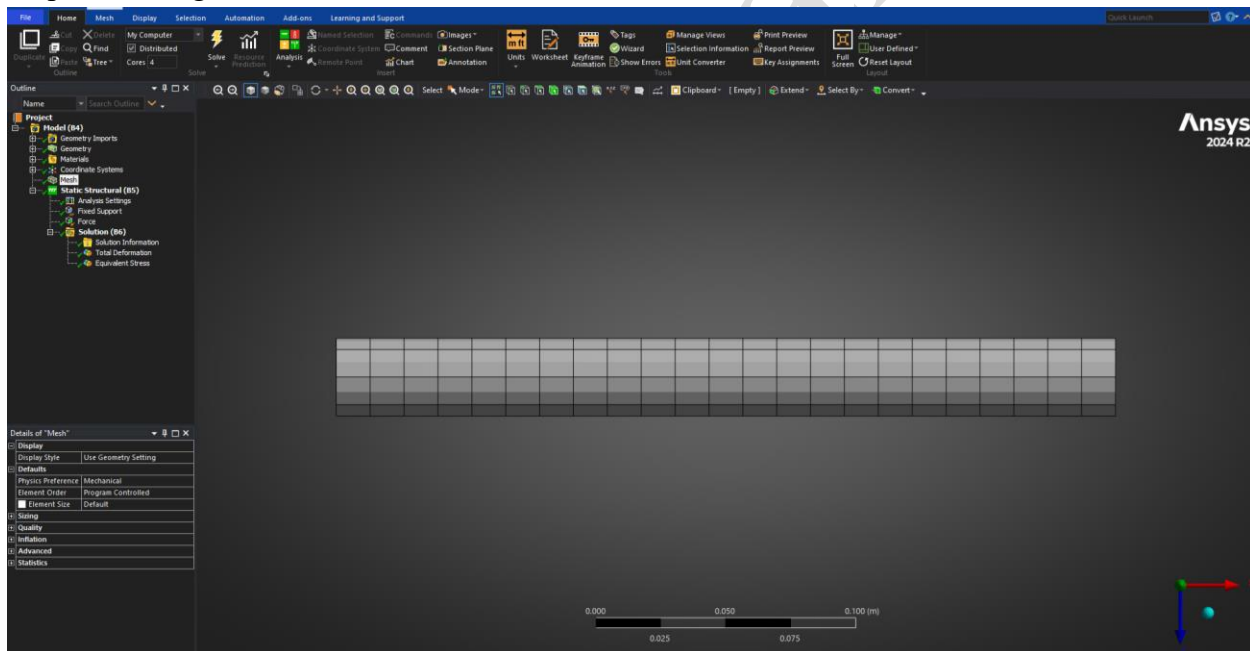 File Home Mesh Display Selection Automation Add-ons Learning and Support Quick Launch
Duplicate Cut Copy Paste Delete Find Tree My Computer Distributed Cores 4 Solve Resource Prediction Analysis Named Selection Coordinate System Remote Point Commands Comment Chart Images Section Plane Annotation Units Worksheet Keyframe Animation Tags Wizard Show Errors Manage Views Selection Information Unit Converter Print Preview Report Preview Key Assignments Full Screen Manage User Defined Reset Layout
Outline Solve Insert Tools Layout
Outline
Select Mode Clipboard [Empty] Extend Select By Convert
Name Search Outline
Project
Model (B4)
Geometry Imports
Geometry
Materials
Coordinate Systems
Mesh
Static Structural (B5)
Analysis Settings
Fixed Support
Force
Solution (B6)
Solution Information
Total Deformation
Equivalent Stress
Ansys
2024 R2
Details of "Mesh"
Display
Display Style Use Geometry Setting
Defaults
Physics Preference Mechanical
Element Order Program Controlled
Element Size Default
Sizing
Quality
Inflation
Advanced
Statistics
0.000 0.050 0.100 (m)
0.025 0.075